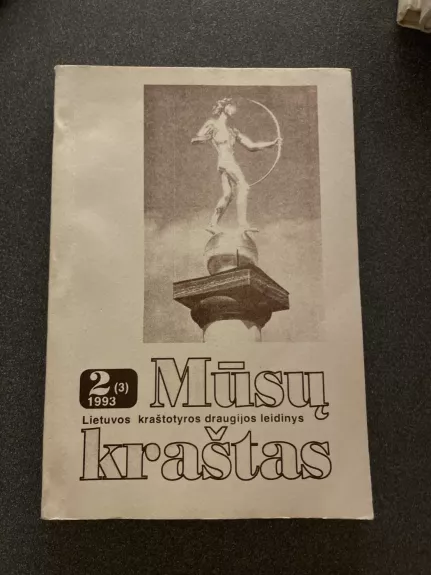 2 (3)
1993
Mūsų
Lietuvos kraštotyros draugijos leidinys
kraštas